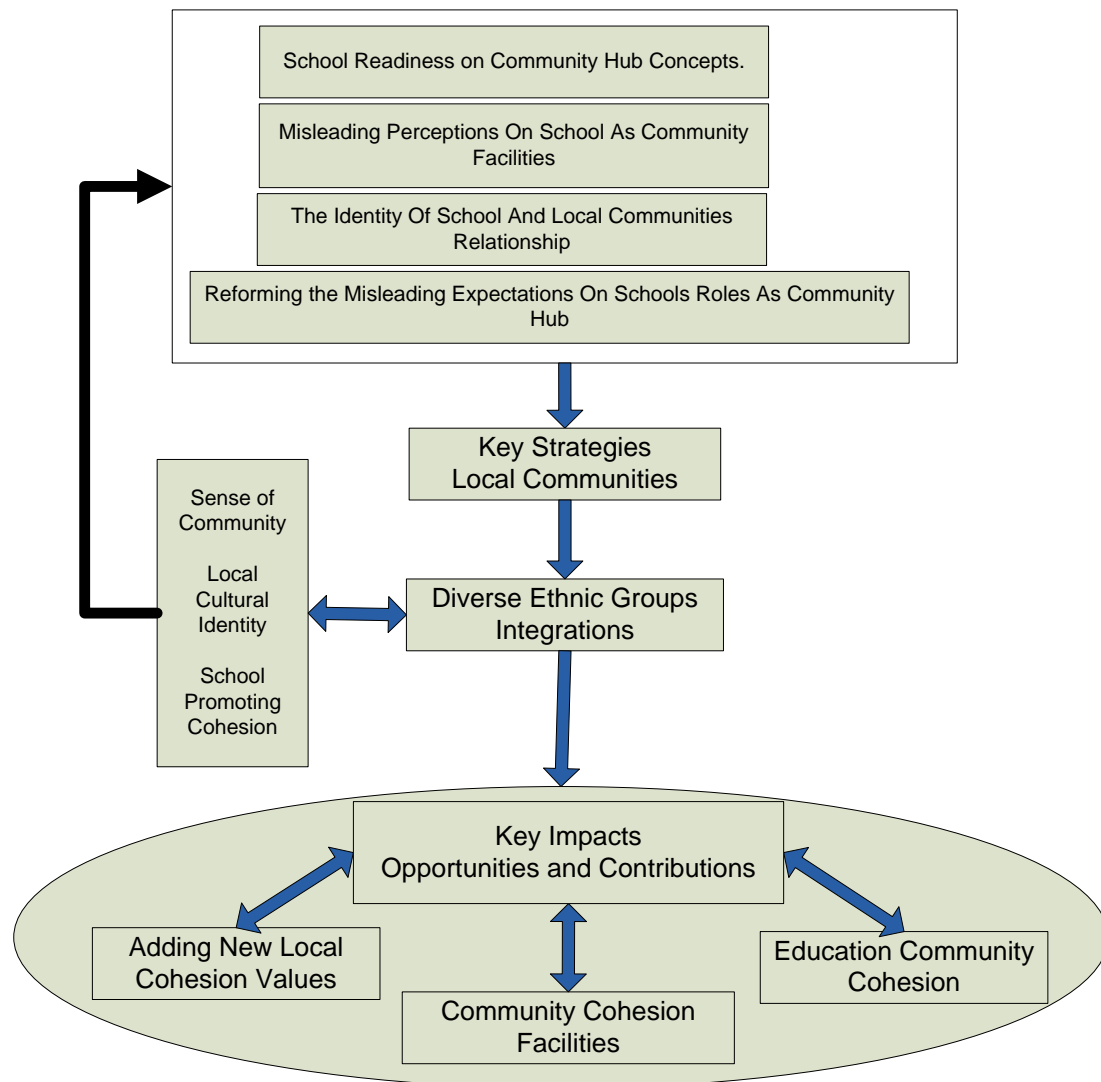 School Readiness on Community Hub Concepts.
Misleading Perceptions On School As Community
Facilities
The Identity Of School And Local Communities
Relationship
Reforming the Misleading Expectations On Schools Roles As Community
Hub
Key Strategies
Local Communities
Sense of
Community
Local
Cultural
Identity
School
Promoting
Cohesion
Diverse Ethnic Groups
Integrations
Key Impacts
Opportunities and Contributions
Adding New Local
Cohesion Values
Community Cohesion
Facilities
Education Community
Cohesion